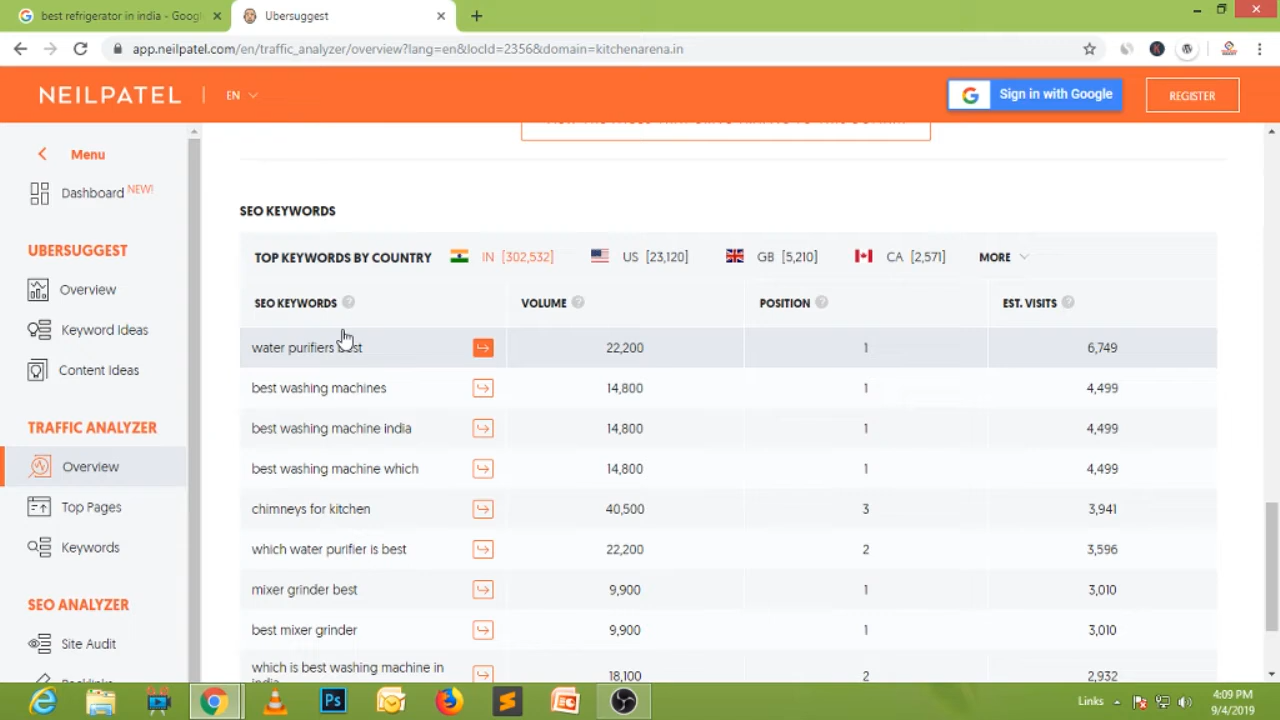 best refrigerator in india - Goog
Ubersuggest
app.neilpatel.com/en/traffic_analyzer/overview?lang=en&locId=2356&domain=kitchenarena.in
NEILPATEL
EN
Sign in with Google
REGISTER
Menu
Dashboard NEW!
UBERSUGGEST
Overview
Keyword Ideas
Content Ideas
TRAFFIC ANALYZER
Overview
Top Pages
Keywords
SEO ANALYZER
Site Audit
SEO KEYWORDS
TOP KEYWORDS BY COUNTRY IN [302,532] US [23,120] GB [5,210] CA [2,571] MORE
SEO KEYWORDS VOLUME POSITION EST. VISITS
water purifiers best 22,200 1 6,749
best washing machines 14,800 1 4,499
best washing machine india 14,800 1 4,499
best washing machine which 14,800 1 4,499
chimneys for kitchen 40,500 3 3,941
which water purifier is best 22,200 2 3,596
mixer grinder best 9,900 1 3,010
best mixer grinder 9,900 1 3,010
which is best washing machine in
india 18,100 2 2,932
Ps
Links
4:09 PM
9/4/2019